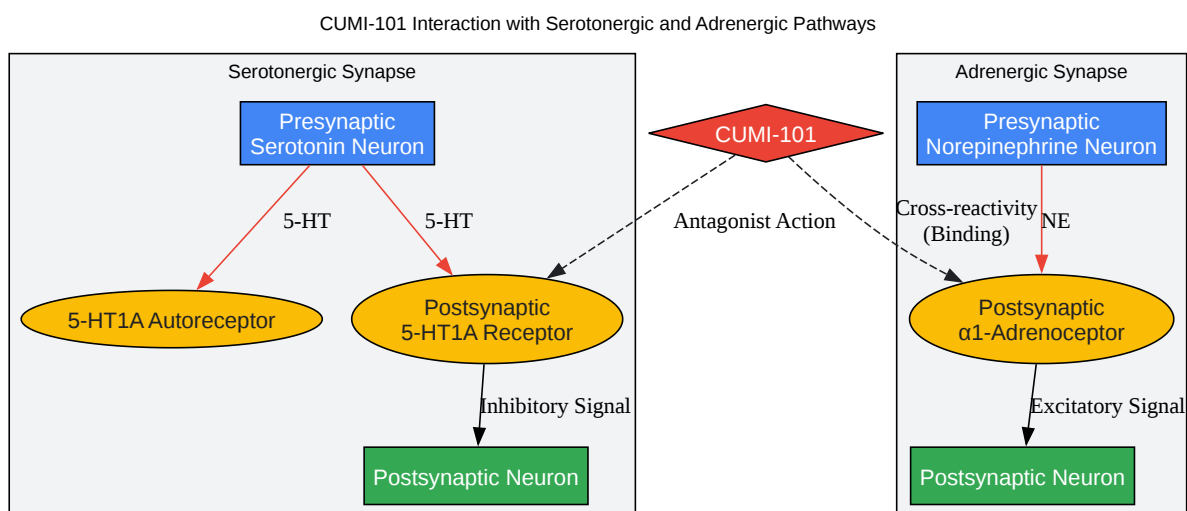 CUMI-101 Interaction with Serotonergic and Adrenergic Pathways
Serotonergic Synapse
Adrenergic Synapse
Presynaptic
Serotonin Neuron
CUMI-101
Presynaptic
Norepinephrine Neuron
5-HT
5-HT
Antagonist Action
Cross-reactivity
(Binding)
NE
5-HT1A Autoreceptor
Postsynaptic
5-HT1A Receptor
Postsynaptic
α1-Adrenoceptor
Inhibitory Signal
Excitatory Signal
Postsynaptic Neuron
Postsynaptic Neuron